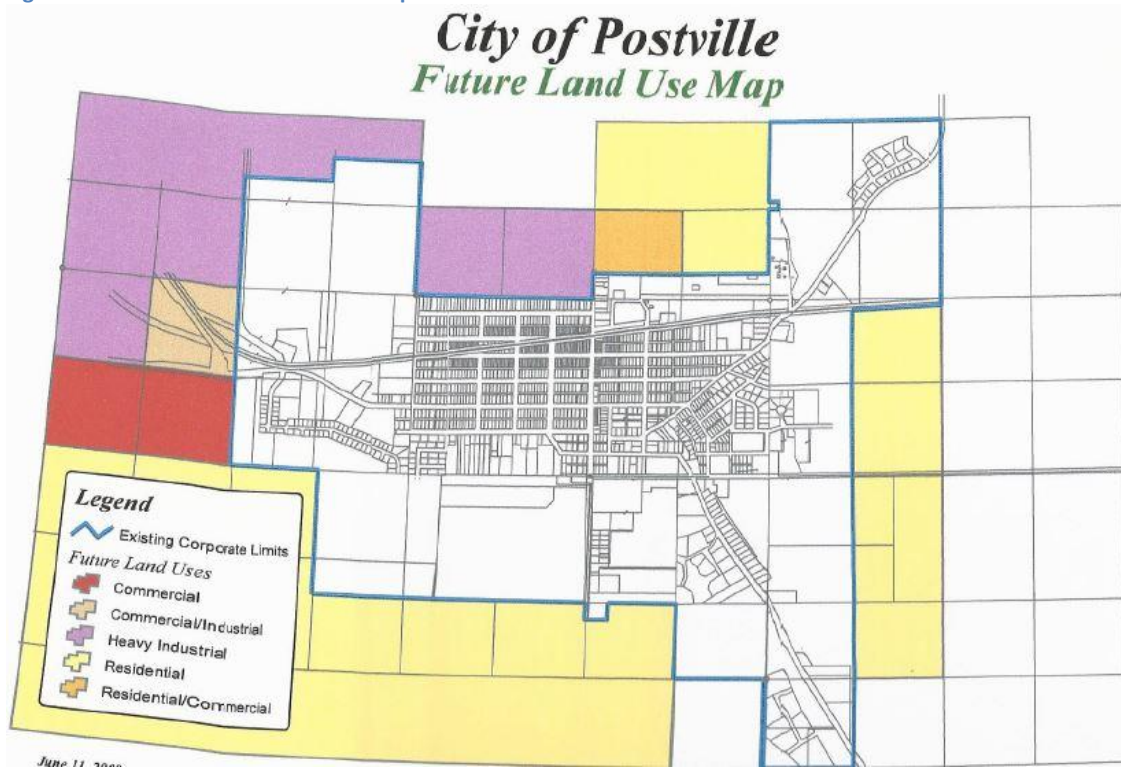 City of Postville
Future Land Use Map
Legend
Existing Corporate Limits
Future Land Uses
Commercial
Commercial/Industrial
Heavy Industrial
Residential
Residential/Commercial
June 11,